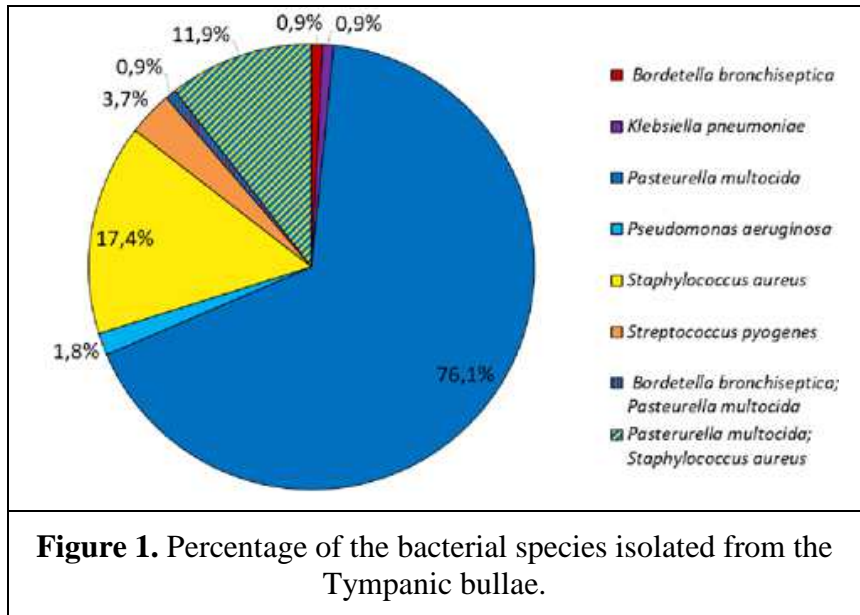 11,9%
0,9%
0,9%
0,9%
3,7%
17,4%
1,8%
76,1%
Bordetella bronchiseptica
Klebsiella pneumoniae
Pasteurella multocida
Pseudomonas aeruginosa
Staphylococcus aureus
Streptococcus pyogenes
Bordetella bronchiseptica;
Pasteurella multocida
Pasterurella multocida;
Staphylococcus aureus
Figure 1. Percentage of the bacterial species isolated from the
Tympanic bullae.